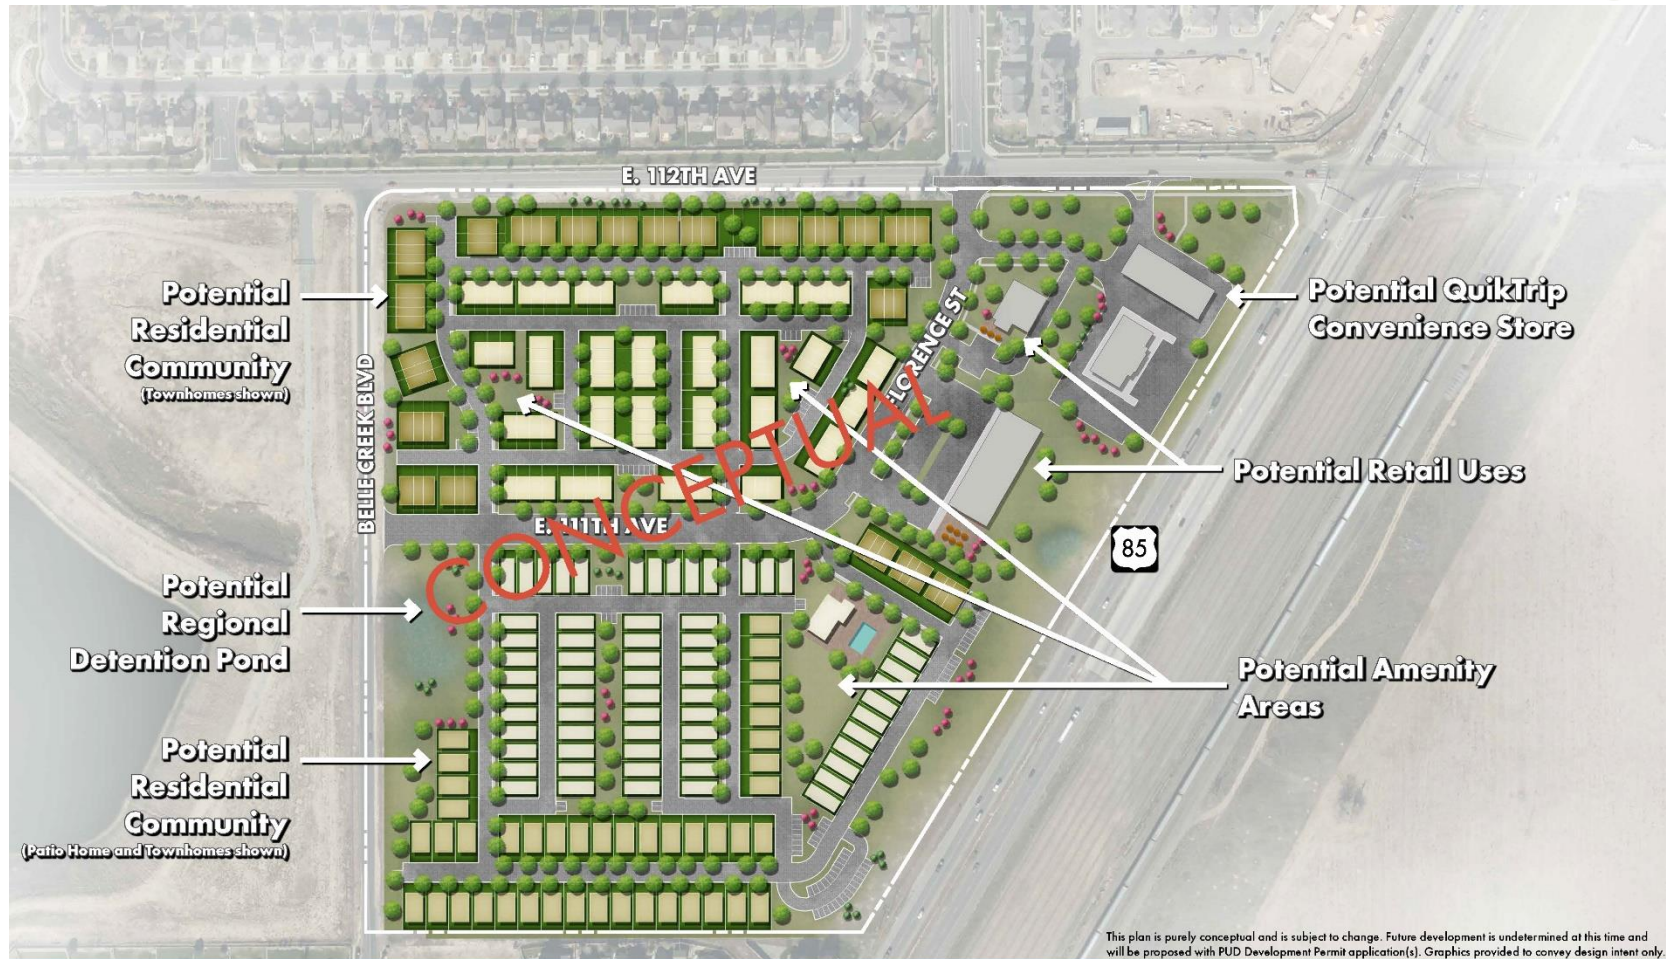 E. 112TH AVE
Potential
Residential
Community
(Townhomes shown)
BELLE CREEK BLVD
FLORENCE ST
Potential QuikTrip
Convenience Store
Potential Retail Uses
CONCEPTUAL
E. 111TH AVE
85
Potential
Regional
Detention Pond
Potential Amenity
Areas
Potential
Residential
Community
(Patio Home and Townhomes shown)
This plan is purely conceptual and is subject to change. Future development is undetermined at this time and
will be proposed with PUD Development Permit application(s). Graphics provided to convey design intent only.